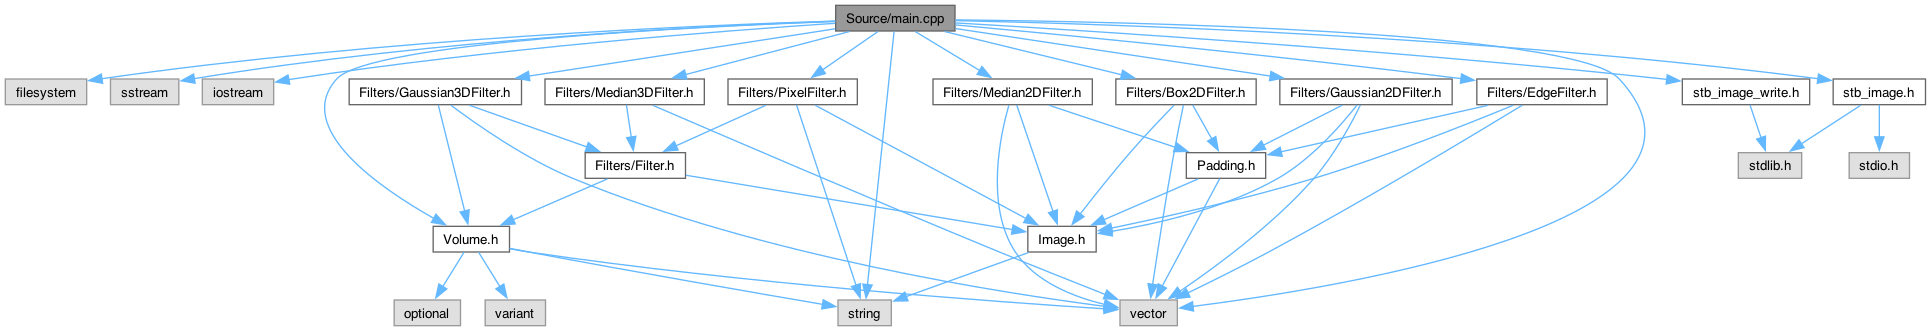 Source/main.cpp
filesystem
sstream
iostream
Filters/Gaussian3DFilter.h
Filters/Median3DFilter.h
Filters/PixelFilter.h
Filters/Median2DFilter.h
Filters/Box2DFilter.h
Filters/Gaussian2DFilter.h
Filters/EdgeFilter.h
stb_image_write.h
stb_image.h
Filters/Filter.h
Padding.h
stdlib.h
stdio.h
Volume.h
Image.h
optional
variant
string
vector